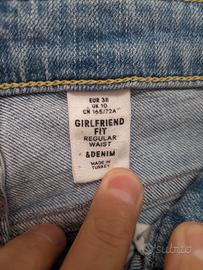 EUR 38
UK 10
CN 165/72A
GIRLFRIEND
FIT
REGULAR
WAIST
&DENIM
MADE IN
TURKEY
subito